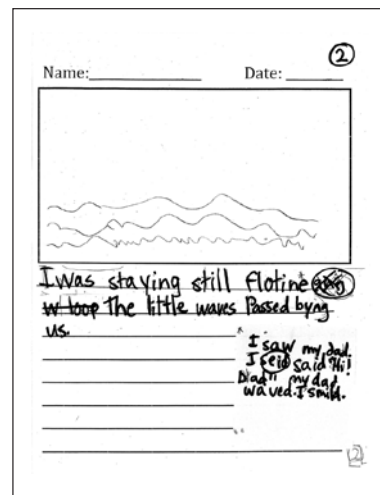 2
Name: Date:
I was staying still flotine
w loop The little waves Passed byng
us.
I saw my dad.
I seid said "Hi!
Dad" my dad
waved. I smild.
2